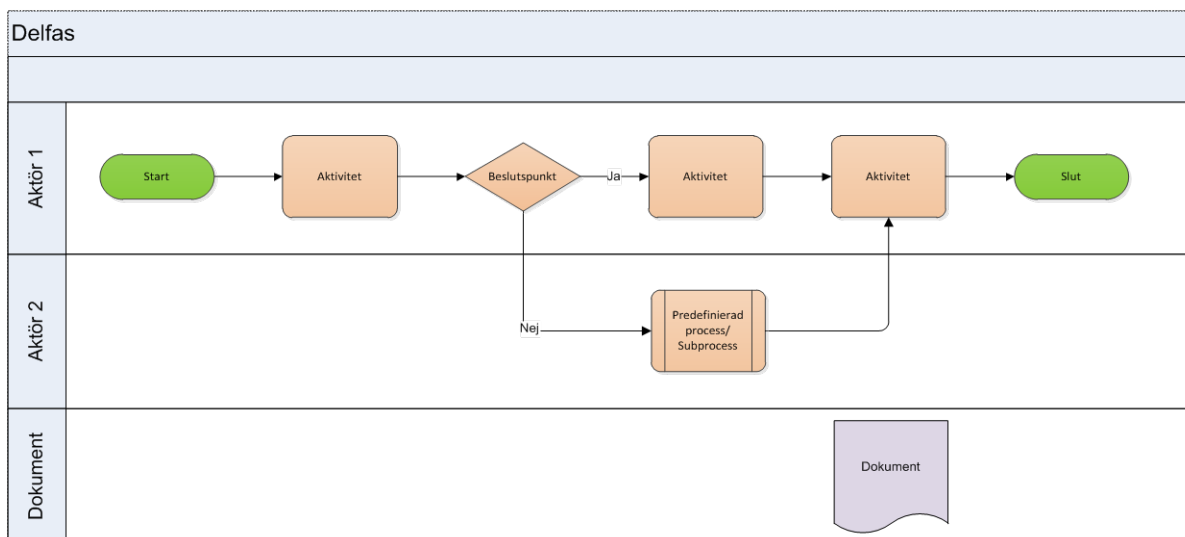 Delfas
Aktör 1
Start
Aktivitet
Beslutspunkt
Ja
Aktivitet
Aktivitet
Slut
Aktör 2
Nej
Predefinierad
process/
Subprocess
Dokument
Dokument